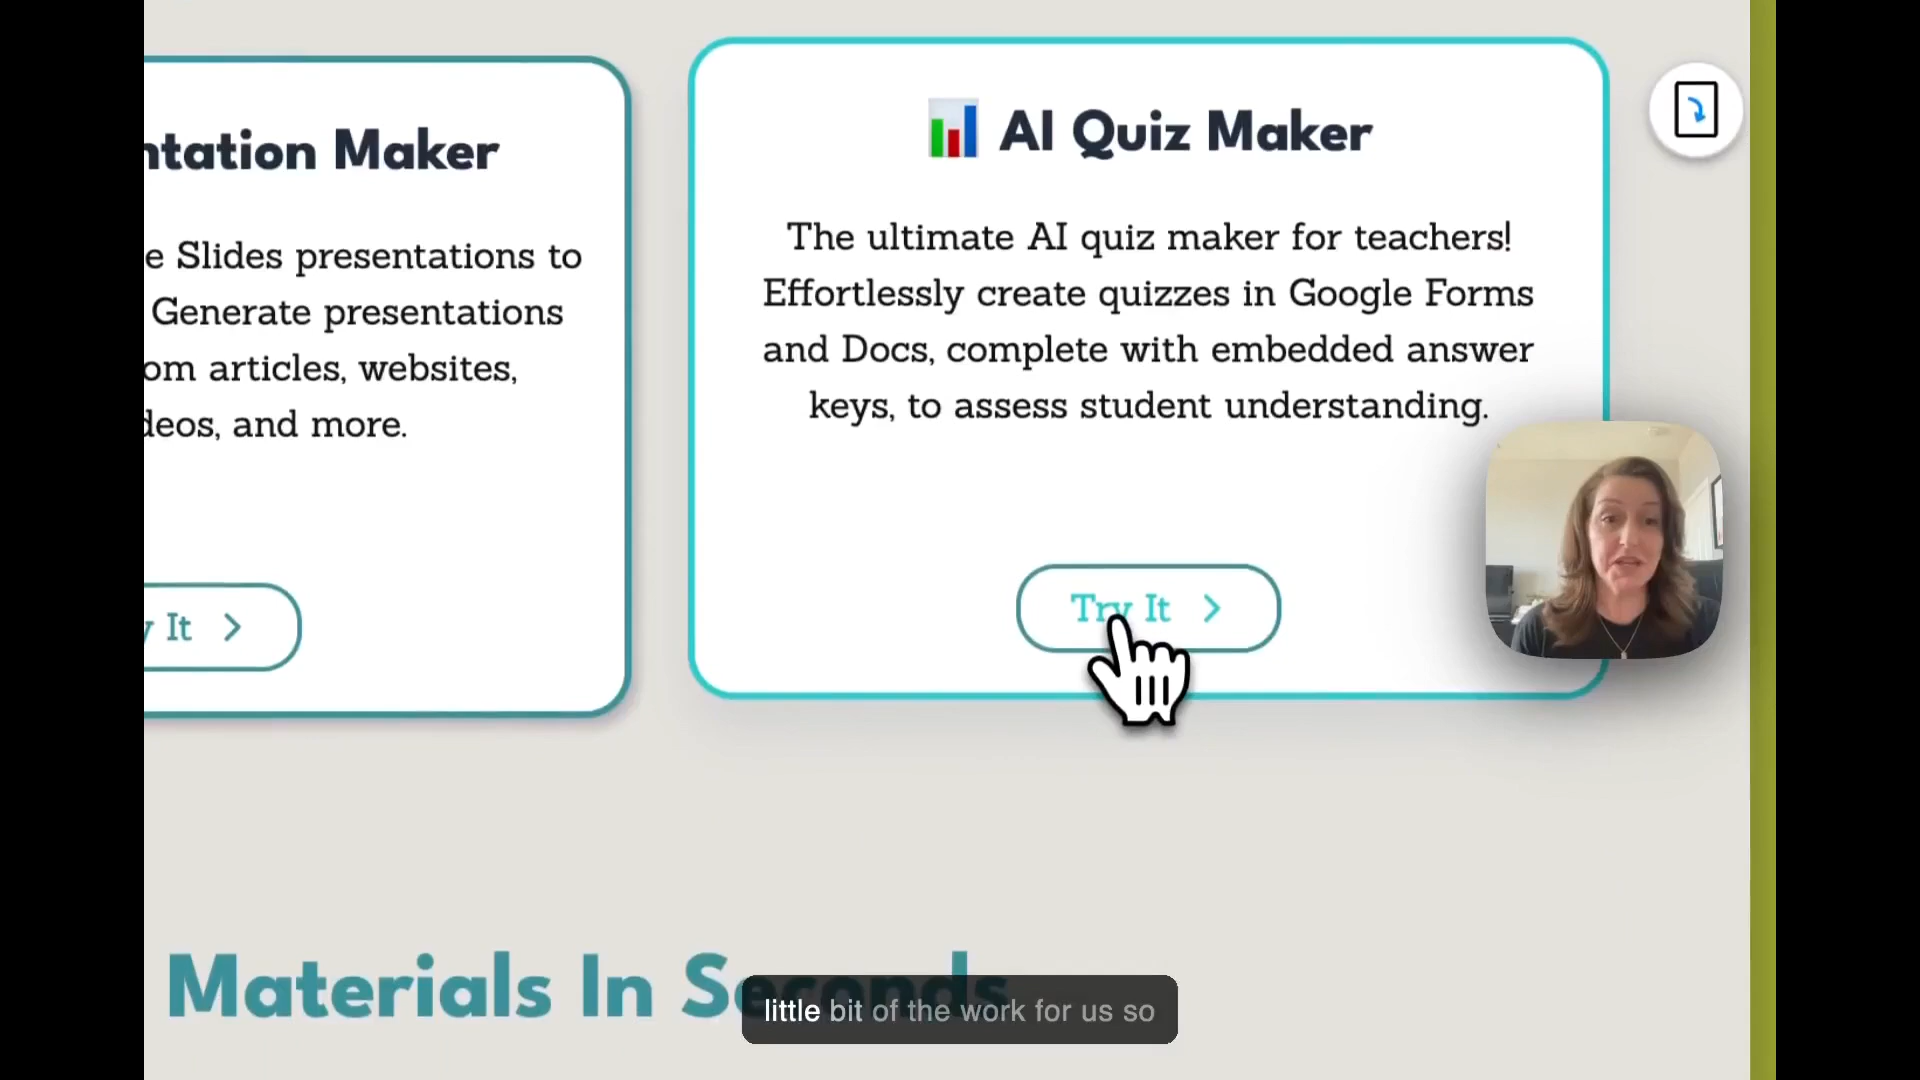 ntation Maker
e Slides presentations to
Generate presentations
om articles, websites,
deos, and more.
It
AI Quiz Maker
The ultimate AI quiz maker for teachers!
Effortlessly create quizzes in Google Forms
and Docs, complete with embedded answer
keys, to assess student understanding.
Try It
Materials In Seconds
little bit of the work for us so